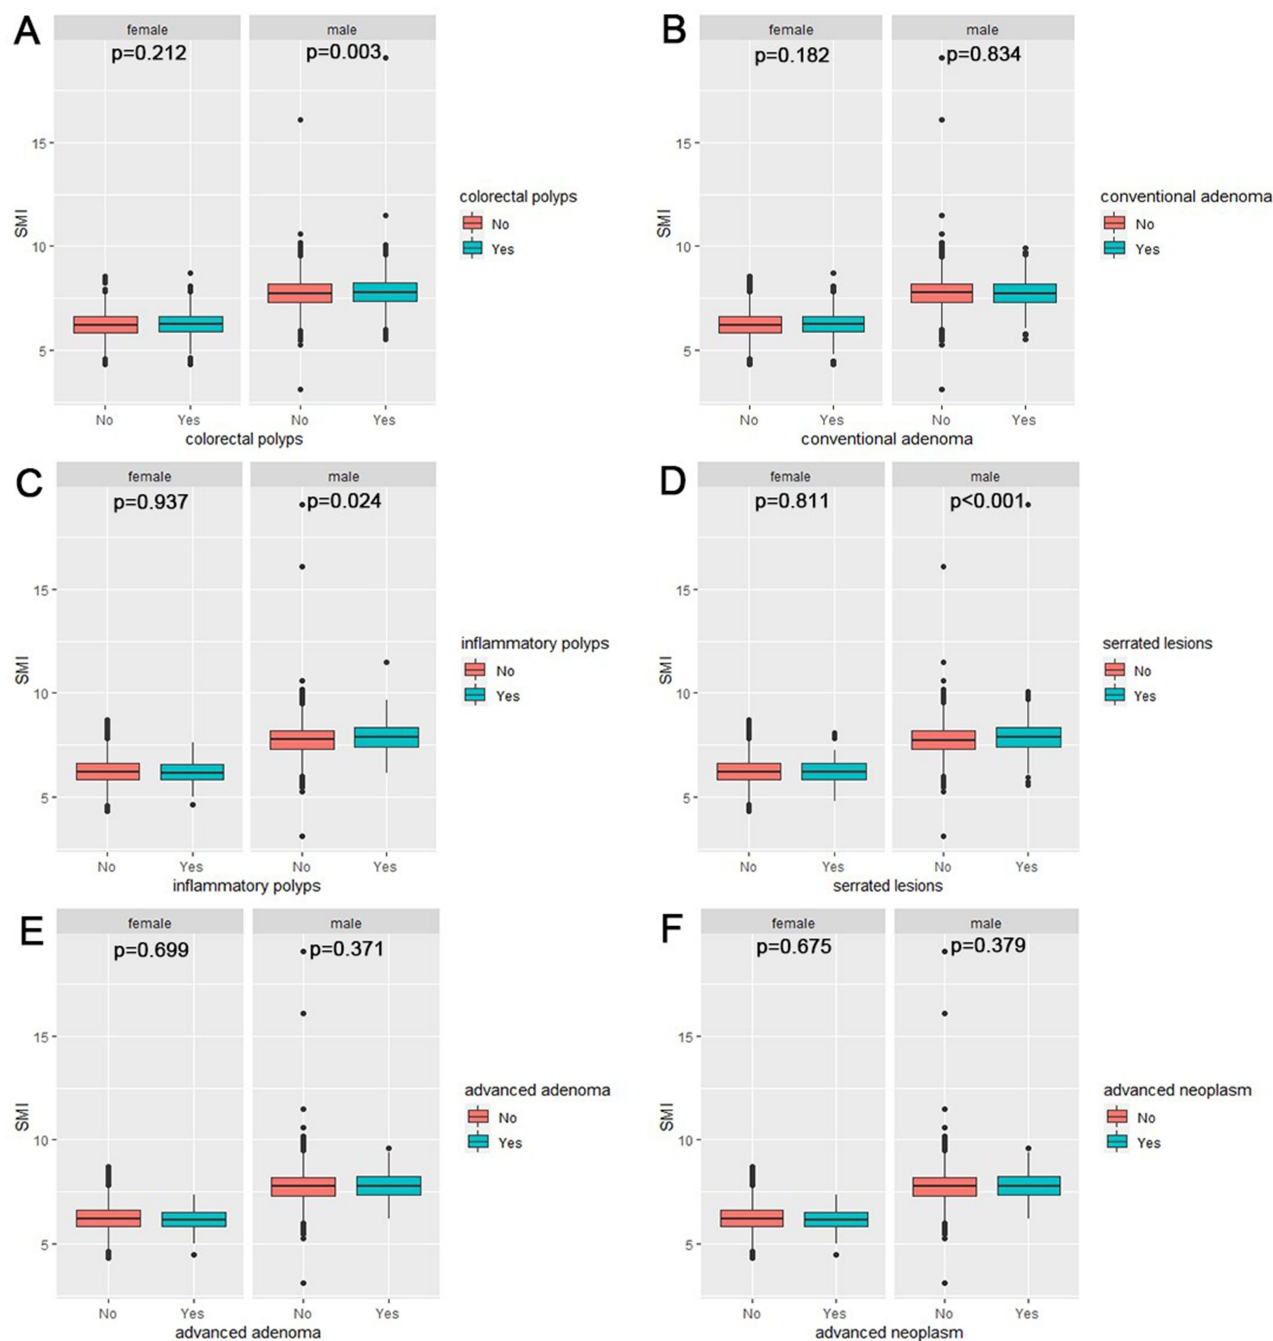 A
female male
p=0.212 p=0.003
SMI
15
10
5
No Yes No Yes
colorectal polyps
colorectal polyps
No
Yes
B
female male
p=0.182 p=0.834
SMI
15
10
5
No Yes No Yes
conventional adenoma
conventional adenoma
No
Yes
C
female male
p=0.937 p=0.024
SMI
15
10
5
No Yes No Yes
inflammatory polyps
inflammatory polyps
No
Yes
D
female male
p=0.811 p<0.001
SMI
15
10
5
No Yes No Yes
serrated lesions
serrated lesions
No
Yes
E
female male
p=0.699 p=0.371
SMI
15
10
5
No Yes No Yes
advanced adenoma
advanced adenoma
No
Yes
F
female male
p=0.675 p=0.379
SMI
15
10
5
No Yes No Yes
advanced neoplasm
advanced neoplasm
No
Yes